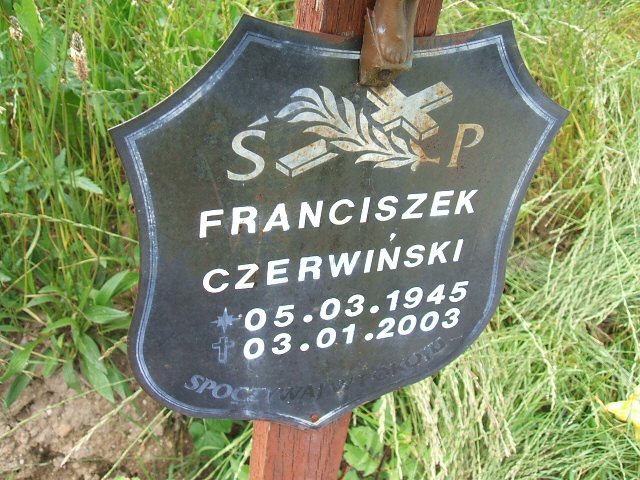 Ś P
FRANCISZEK
CZERWIŃSKI
05.03.1945
03.01.2003
SPOCZYWAJ W POKOJU